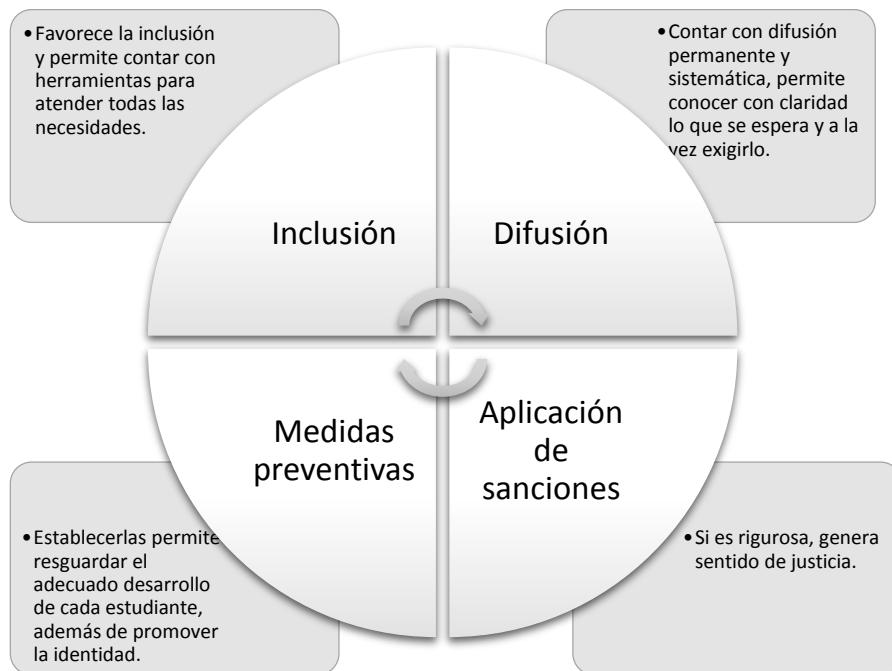 •Favorece la inclusión
y permite contar con
herramientas para
atender todas las
necesidades.
•Contar con difusión
permanente y
sistemática, permite
conocer con claridad
lo que se espera y a la
vez exigirlo.
Inclusión
Difusión
Medidas
preventivas
Aplicación
de
sanciones
•Establecerlas permite
resguardar el
adecuado desarrollo
de cada estudiante,
además de promover
la identidad.
•Si es rigurosa, genera
sentido de justicia.